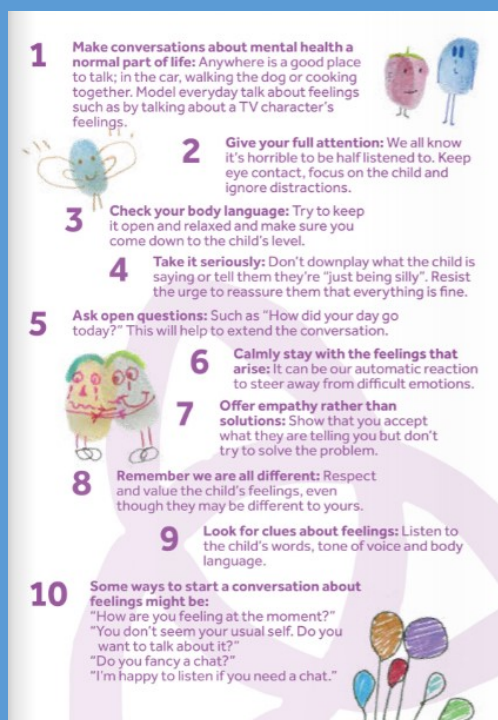 1
Make conversations about mental health a
normal part of life: Anywhere is a good place
to talk; in the car, walking the dog or cooking
together. Model everyday talk about feelings
such as by talking about a TV character's
feelings.
2
Give your full attention: We all know
it's horrible to be half listened to. Keep
eye contact, focus on the child and
ignore distractions.
3
Check your body language: Try to keep
it open and relaxed and make sure you
come down to the child's level.
4
Take it seriously: Don't downplay what the child is
saying or tell them they're "just being silly". Resist
the urge to reassure them that everything is fine.
5
Ask open questions: Such as "How did your day go
today?" This will help to extend the conversation.
6
Calmly stay with the feelings that
arise: It can be our automatic reaction
to steer away from difficult emotions.
7
Offer empathy rather than
solutions: Show that you accept
what they are telling you but don't
try to solve the problem.
8
Remember we are all different: Respect
and value the child's feelings, even
though they may be different to yours.
9
Look for clues about feelings: Listen to
the child's words, tone of voice and body
language.
10
Some ways to start a conversation about
feelings might be:
"How are you feeling at the moment?"
"You don't seem your usual self. Do you
want to talk about it?"
"Do you fancy a chat?"
"I'm happy to listen if you need a chat."